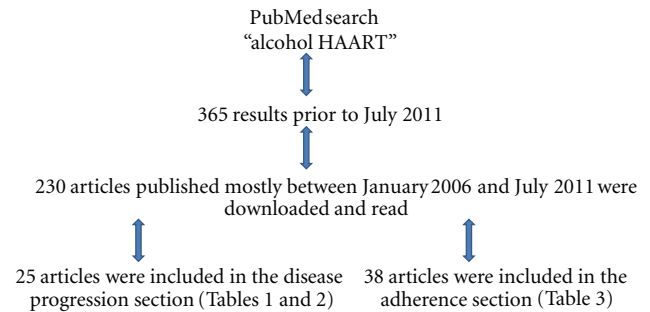 PubMed search
“alcohol HAART”
365 results prior to July 2011
230 articles published mostly between January 2006 and July 2011 were
downloaded and read
25 articles were included in the disease
progression section (Tables 1 and 2)
38 articles were included in the
adherence section (Table 3)